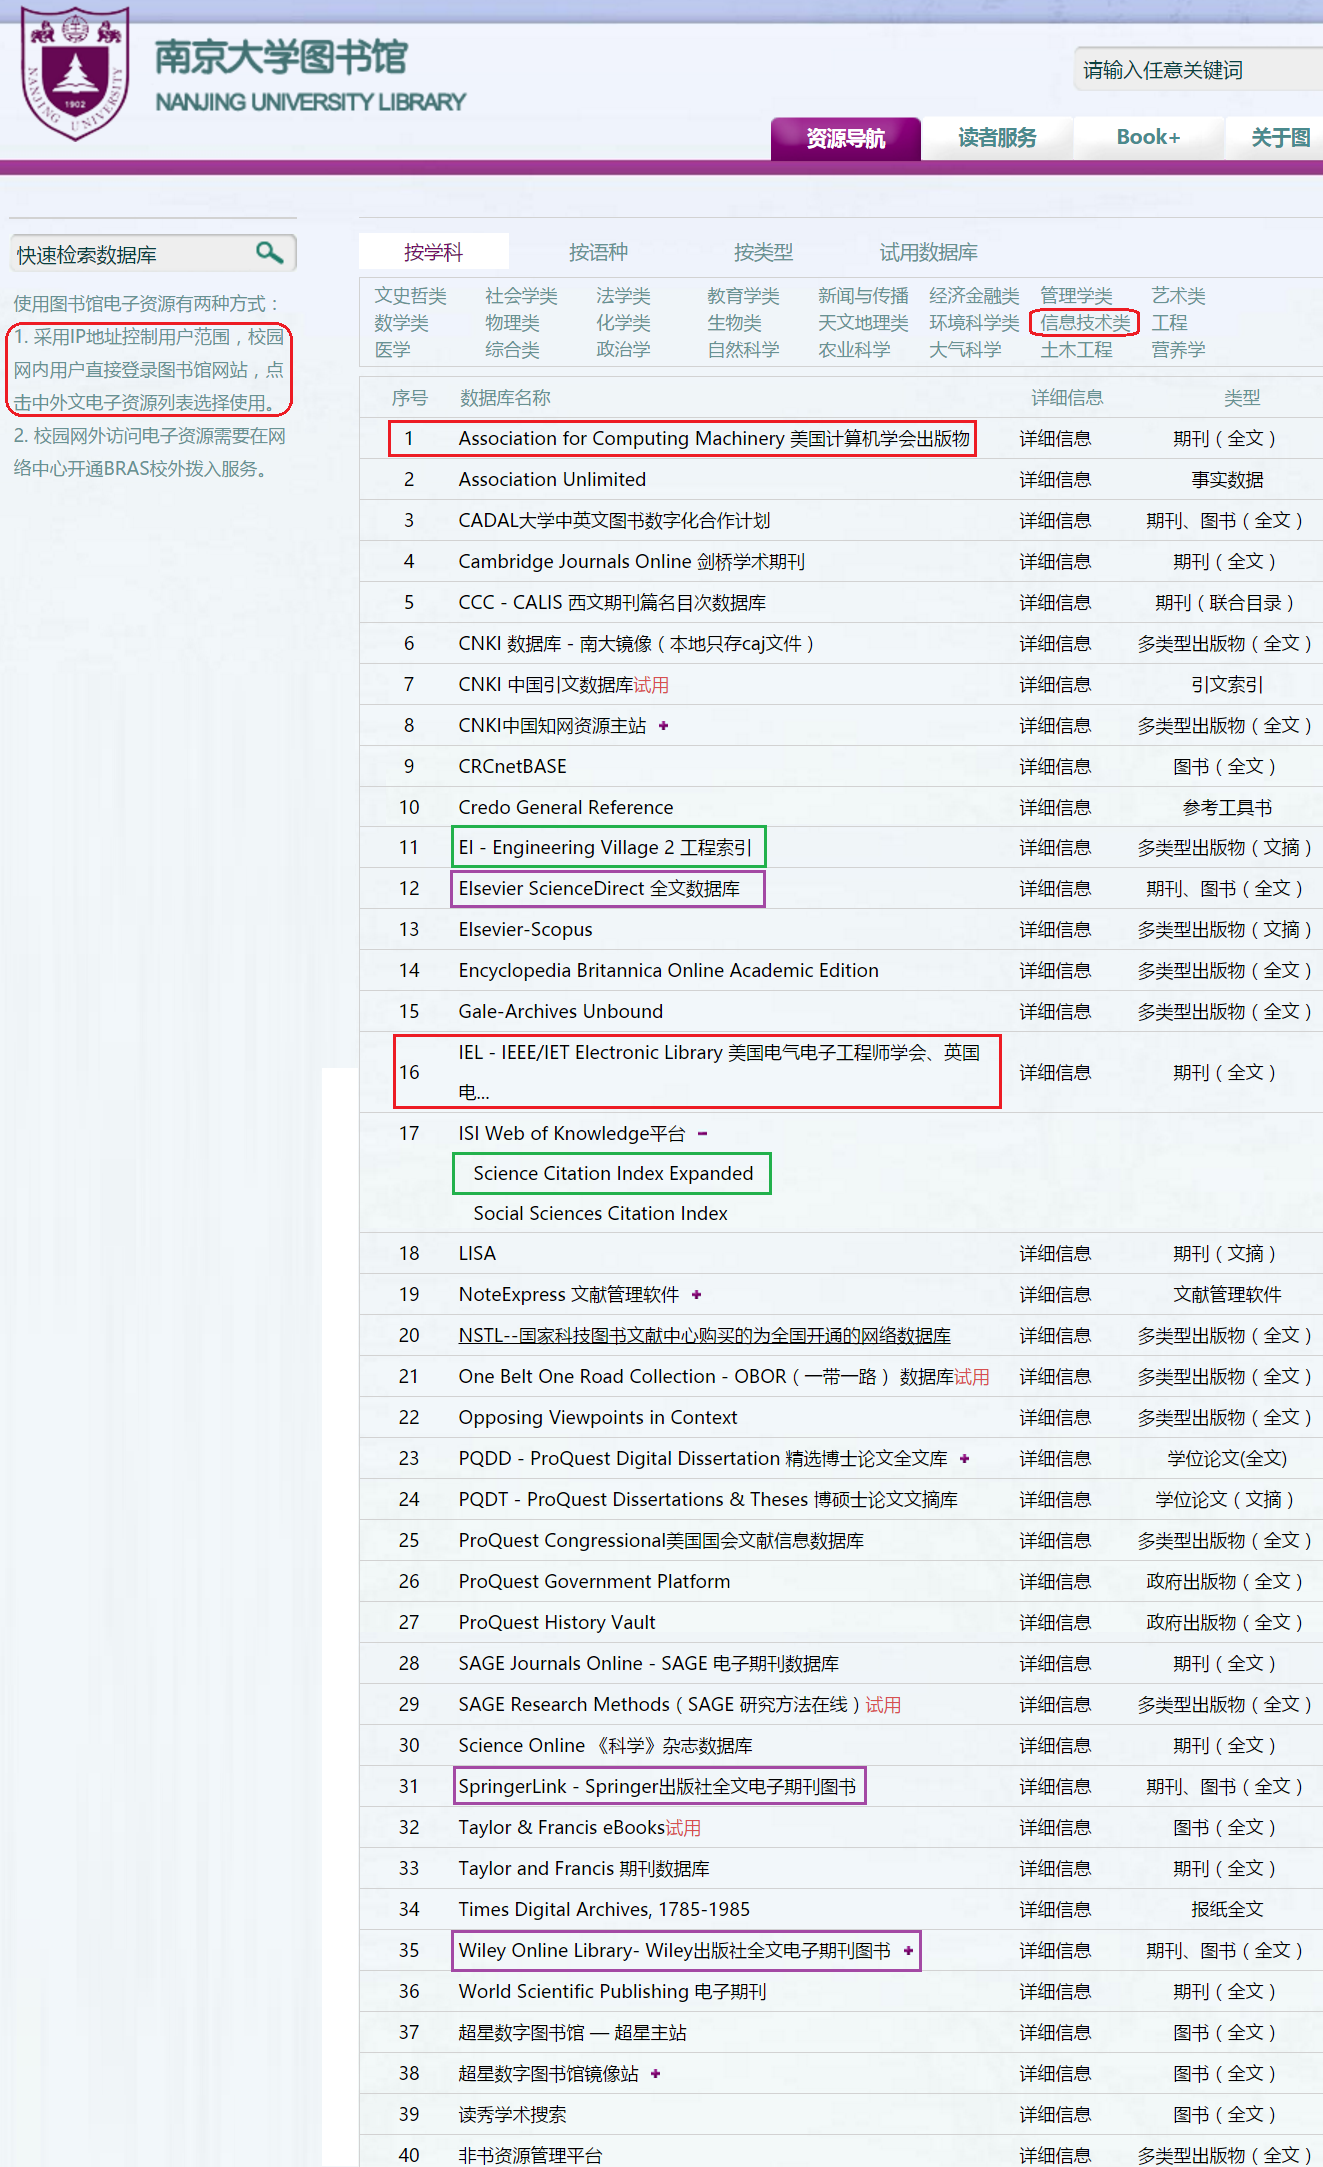 南京大学图书馆
NANJING UNIVERSITY LIBRARY
NANJING UNIVERSITY
1902
请输入任意关键词
资源导航 读者服务 Book+ 关于图
快速检索数据库
使用图书馆电子资源有两种方式：
1. 采用IP地址控制用户范围，校园
网内用户直接登录图书馆网站，点
击中外文电子资源列表选择使用。
2. 校园网外访问电子资源需要在网
络中心开通BRAS校外拨入服务。
按学科 按语种 按类型 试用数据库
文史哲类 社会学类 法学类 教育学类 新闻与传播 经济金融类 管理学类 艺术类
数学类 物理类 化学类 生物类 天文地理类 环境科学类 信息技术类 工程
医学 综合类 政治学 自然科学 农业科学 大气科学 土木工程 营养学
序号 数据库名称 详细信息 类型
1 Association for Computing Machinery 美国计算机学会出版物 详细信息 期刊（全文）
2 Association Unlimited 详细信息 事实数据
3 CADAL大学中英文图书数字化合作计划 详细信息 期刊、图书（全文）
4 Cambridge Journals Online 剑桥学术期刊 详细信息 期刊（全文）
5 CCC - CALIS 西文期刊篇名目次数据库 详细信息 期刊（联合目录）
6 CNKI 数据库 - 南大镜像（本地只存caj文件） 详细信息 多类型出版物（全文）
7 CNKI 中国引文数据库试用 详细信息 引文索引
8 CNKI中国知网资源主站 + 详细信息 多类型出版物（全文）
9 CRCnetBASE 详细信息 图书（全文）
10 Credo General Reference 详细信息 参考工具书
11 EI - Engineering Village 2 工程索引 详细信息 多类型出版物（文摘）
12 Elsevier ScienceDirect 全文数据库 详细信息 期刊、图书（全文）
13 Elsevier-Scopus 详细信息 多类型出版物（文摘）
14 Encyclopedia Britannica Online Academic Edition 详细信息 多类型出版物（全文）
15 Gale-Archives Unbound 详细信息 多类型出版物（全文）
16 IEL - IEEE/IET Electronic Library 美国电气电子工程师学会、英国
电... 详细信息 期刊（全文）
17 ISI Web of Knowledge平台 -
Science Citation Index Expanded
Social Sciences Citation Index
18 LISA 详细信息 期刊（文摘）
19 NoteExpress 文献管理软件 + 详细信息 文献管理软件
20 NSTL--国家科技图书文献中心购买的为全国开通的网络数据库 详细信息 多类型出版物（全文）
21 One Belt One Road Collection - OBOR（一带一路） 数据库试用 详细信息 多类型出版物（全文）
22 Opposing Viewpoints in Context 详细信息 多类型出版物（全文）
23 PQDD - ProQuest Digital Dissertation 精选博士论文全文库 + 详细信息 学位论文(全文)
24 PQDT - ProQuest Dissertations & Theses 博硕士论文文摘库 详细信息 学位论文（文摘）
25 ProQuest Congressional美国国会文献信息数据库 详细信息 多类型出版物（全文）
26 ProQuest Government Platform 详细信息 政府出版物（全文）
27 ProQuest History Vault 详细信息 政府出版物（全文）
28 SAGE Journals Online - SAGE 电子期刊数据库 详细信息 期刊（全文）
29 SAGE Research Methods（SAGE 研究方法在线）试用 详细信息 多类型出版物（全文）
30 Science Online 《科学》杂志数据库 详细信息 期刊（全文）
31 SpringerLink - Springer出版社全文电子期刊图书 详细信息 期刊、图书（全文）
32 Taylor & Francis eBooks试用 详细信息 图书（全文）
33 Taylor and Francis 期刊数据库 详细信息 期刊（全文）
34 Times Digital Archives, 1785-1985 详细信息 报纸全文
35 Wiley Online Library- Wiley出版社全文电子期刊图书 + 详细信息 期刊、图书（全文）
36 World Scientific Publishing 电子期刊 详细信息 期刊（全文）
37 超星数字图书馆 — 超星主站 详细信息 图书（全文）
38 超星数字图书馆镜像站 + 详细信息 图书（全文）
39 读秀学术搜索 详细信息 图书（全文）
40 非书资源管理平台 详细信息 多类型出版物（全文）